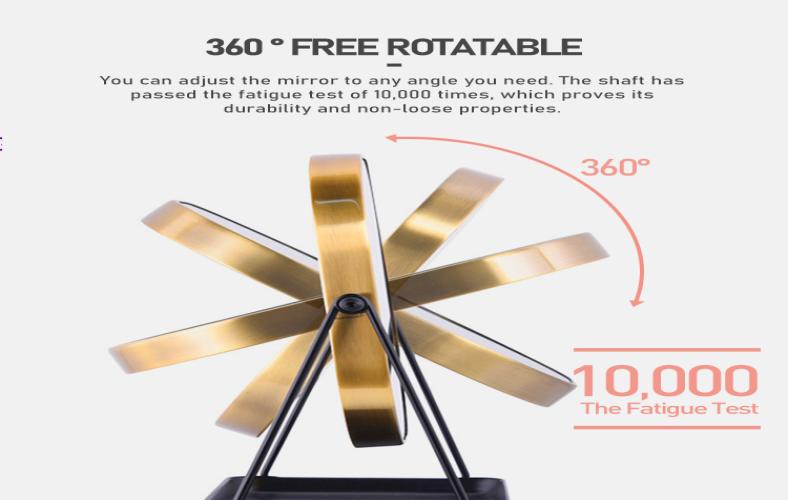 360 ° FREE ROTATABLE
You can adjust the mirror to any angle you need. The shaft has
passed the fatigue test of 10,000 times, which proves its
durability and non-loose properties.
360°
10,000
The Fatigue Test